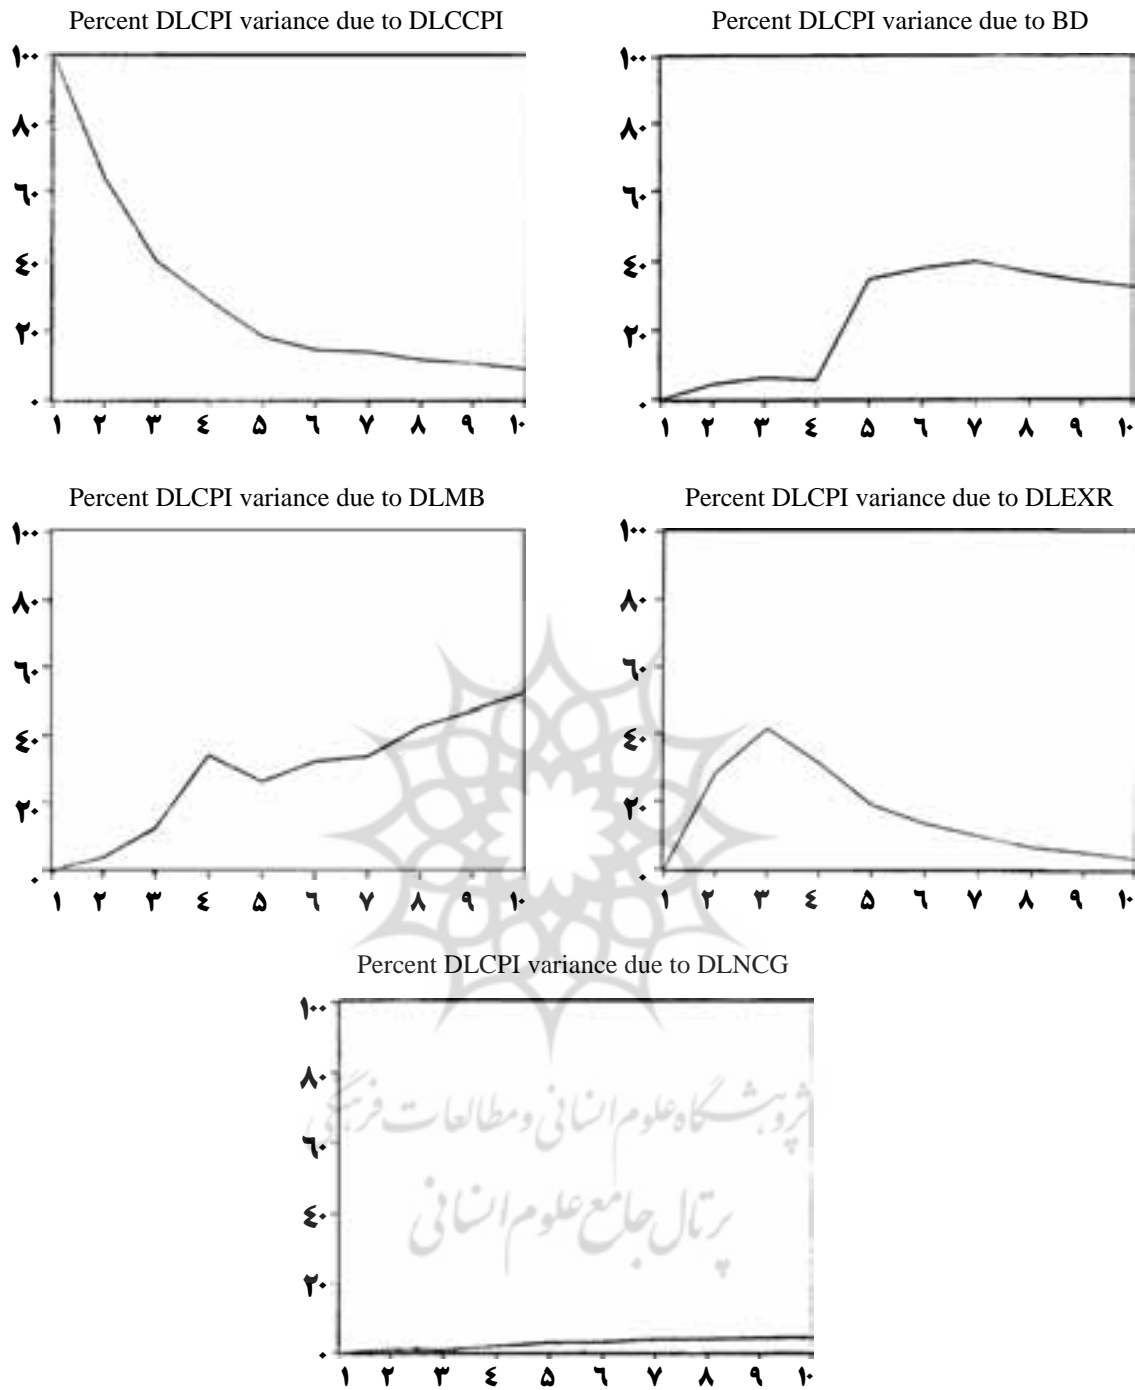 Percent DLCPI variance due to DLCCPI
۱۰۰
۸۰
٦۰
٤۰
۲۰
۰
۱ ۲ ۳ ٤ ۵ ٦ ۷ ۸ ۹ ۱۰
Percent DLCPI variance due to BD
۱۰۰
۸۰
٦۰
٤۰
۲۰
۰
۱ ۲ ۳ ٤ ۵ ٦ ۷ ۸ ۹ ۱۰
Percent DLCPI variance due to DLMB
۱۰۰
۸۰
٦۰
٤۰
۲۰
۰
۱ ۲ ۳ ٤ ۵ ٦ ۷ ۸ ۹ ۱۰
Percent DLCPI variance due to DLEXR
۱۰۰
۸۰
٦۰
٤۰
۲۰
۰
۱ ۲ ۳ ٤ ۵ ٦ ۷ ۸ ۹ ۱۰
Percent DLCPI variance due to DLNCG
۱۰۰
۸۰
٦۰
٤۰
۲۰
۰
۱ ۲ ۳ ٤ ۵ ٦ ۷ ۸ ۹ ۱۰
پژوهشگاه علوم انسانی و مطالعات فرهنگی
پرتال جامع علوم انسانی